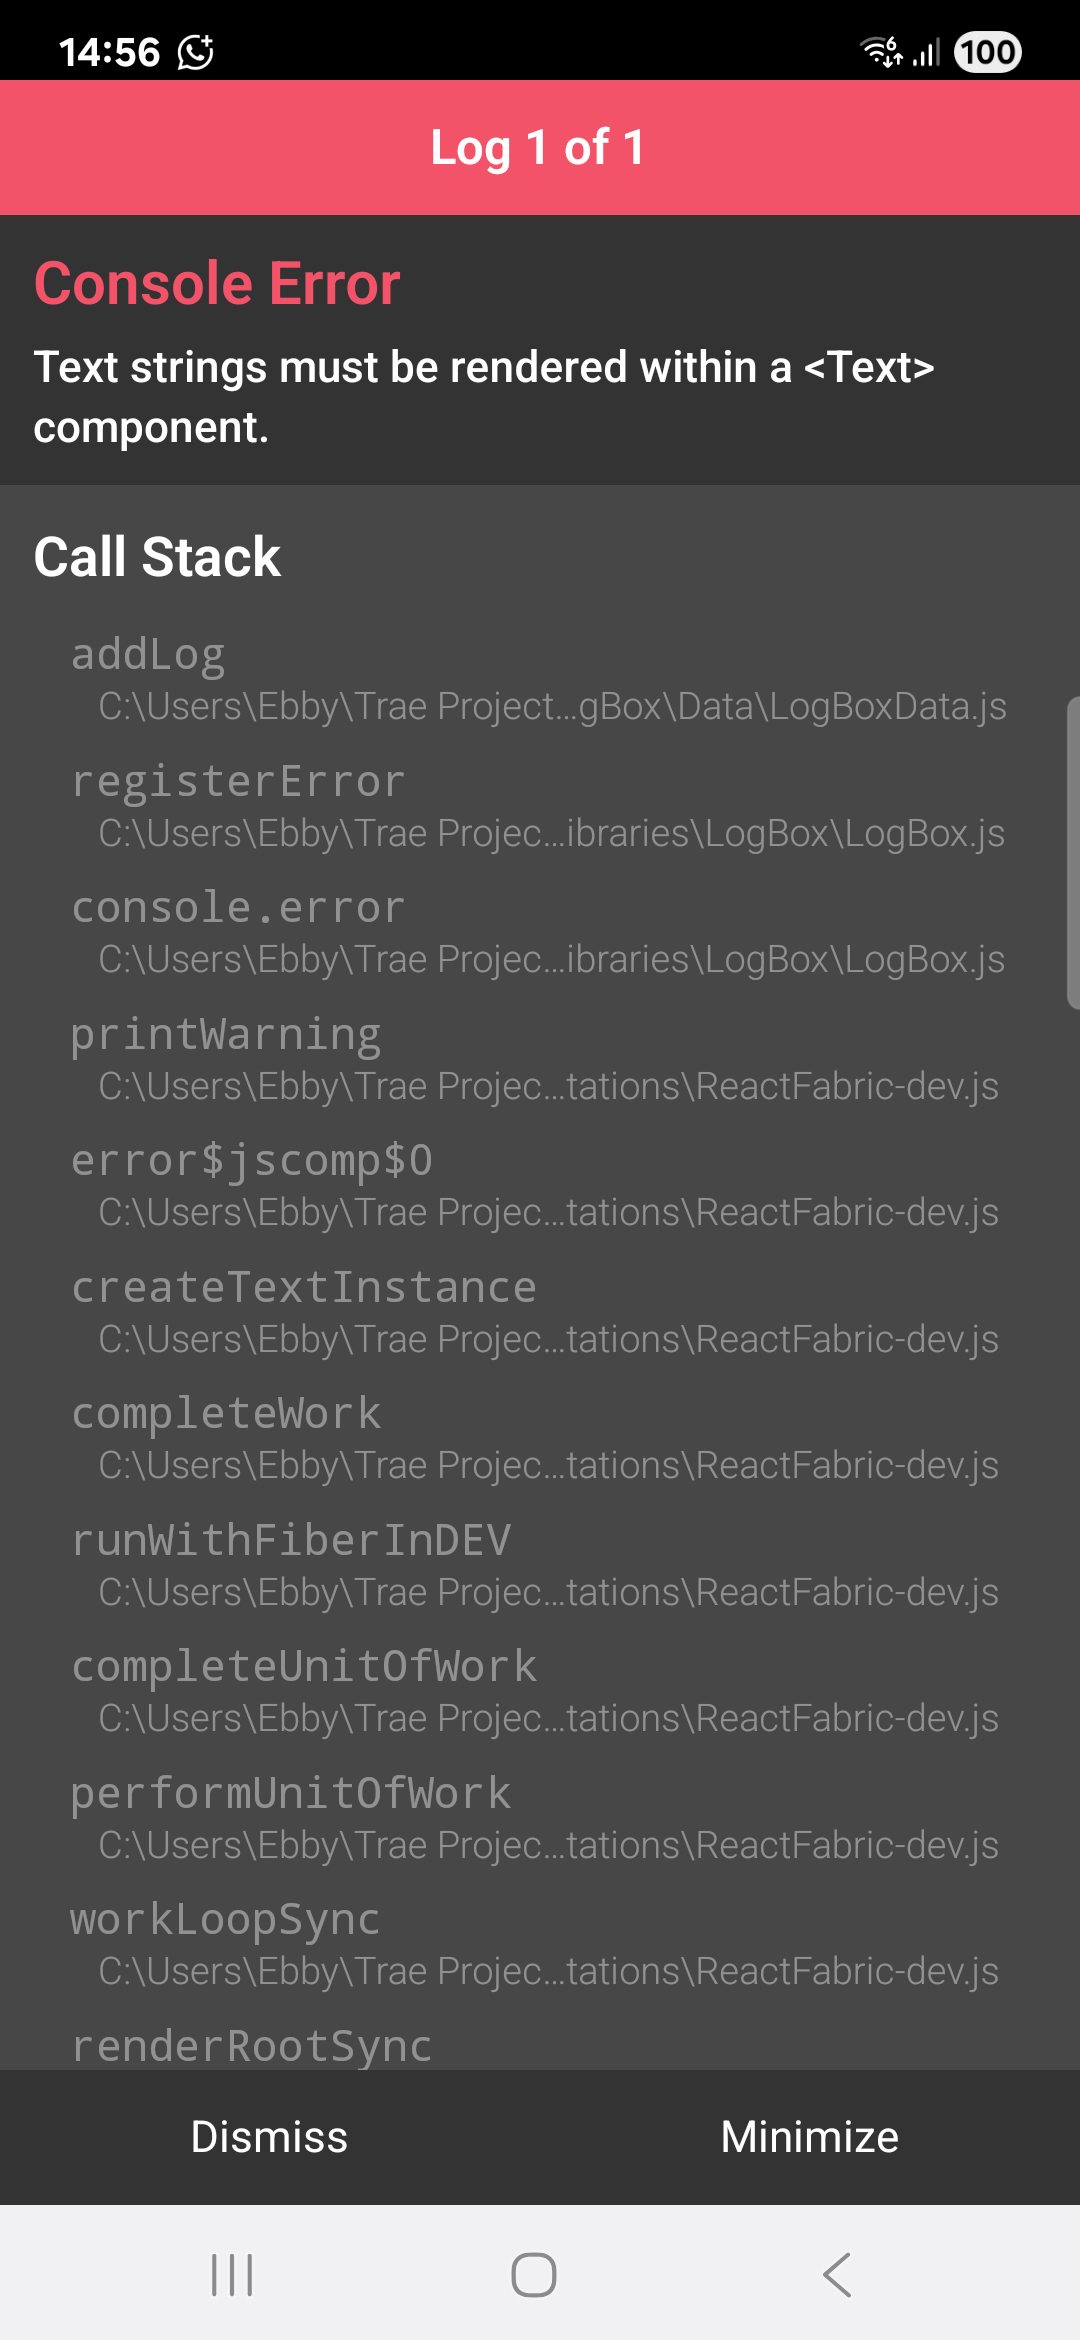 14:56
6
100
Log 1 of 1
Console Error
Text strings must be rendered within a <Text>
component.
Call Stack
addLog
C:\Users\Ebby\Trae Project...gBox\Data\LogBoxData.js
registerError
C:\Users\Ebby\Trae Projec...ibraries\LogBox\LogBox.js
console.error
C:\Users\Ebby\Trae Projec...ibraries\LogBox\LogBox.js
printWarning
C:\Users\Ebby\Trae Projec...tations\ReactFabric-dev.js
error$jscomp$0
C:\Users\Ebby\Trae Projec...tations\ReactFabric-dev.js
createTextInstance
C:\Users\Ebby\Trae Projec...tations\ReactFabric-dev.js
completeWork
C:\Users\Ebby\Trae Projec...tations\ReactFabric-dev.js
runWithFiberInDEV
C:\Users\Ebby\Trae Projec...tations\ReactFabric-dev.js
completeUnitOfWork
C:\Users\Ebby\Trae Projec...tations\ReactFabric-dev.js
performUnitOfWork
C:\Users\Ebby\Trae Projec...tations\ReactFabric-dev.js
workLoopSync
C:\Users\Ebby\Trae Projec...tations\ReactFabric-dev.js
renderRootSync
Dismiss
Minimize